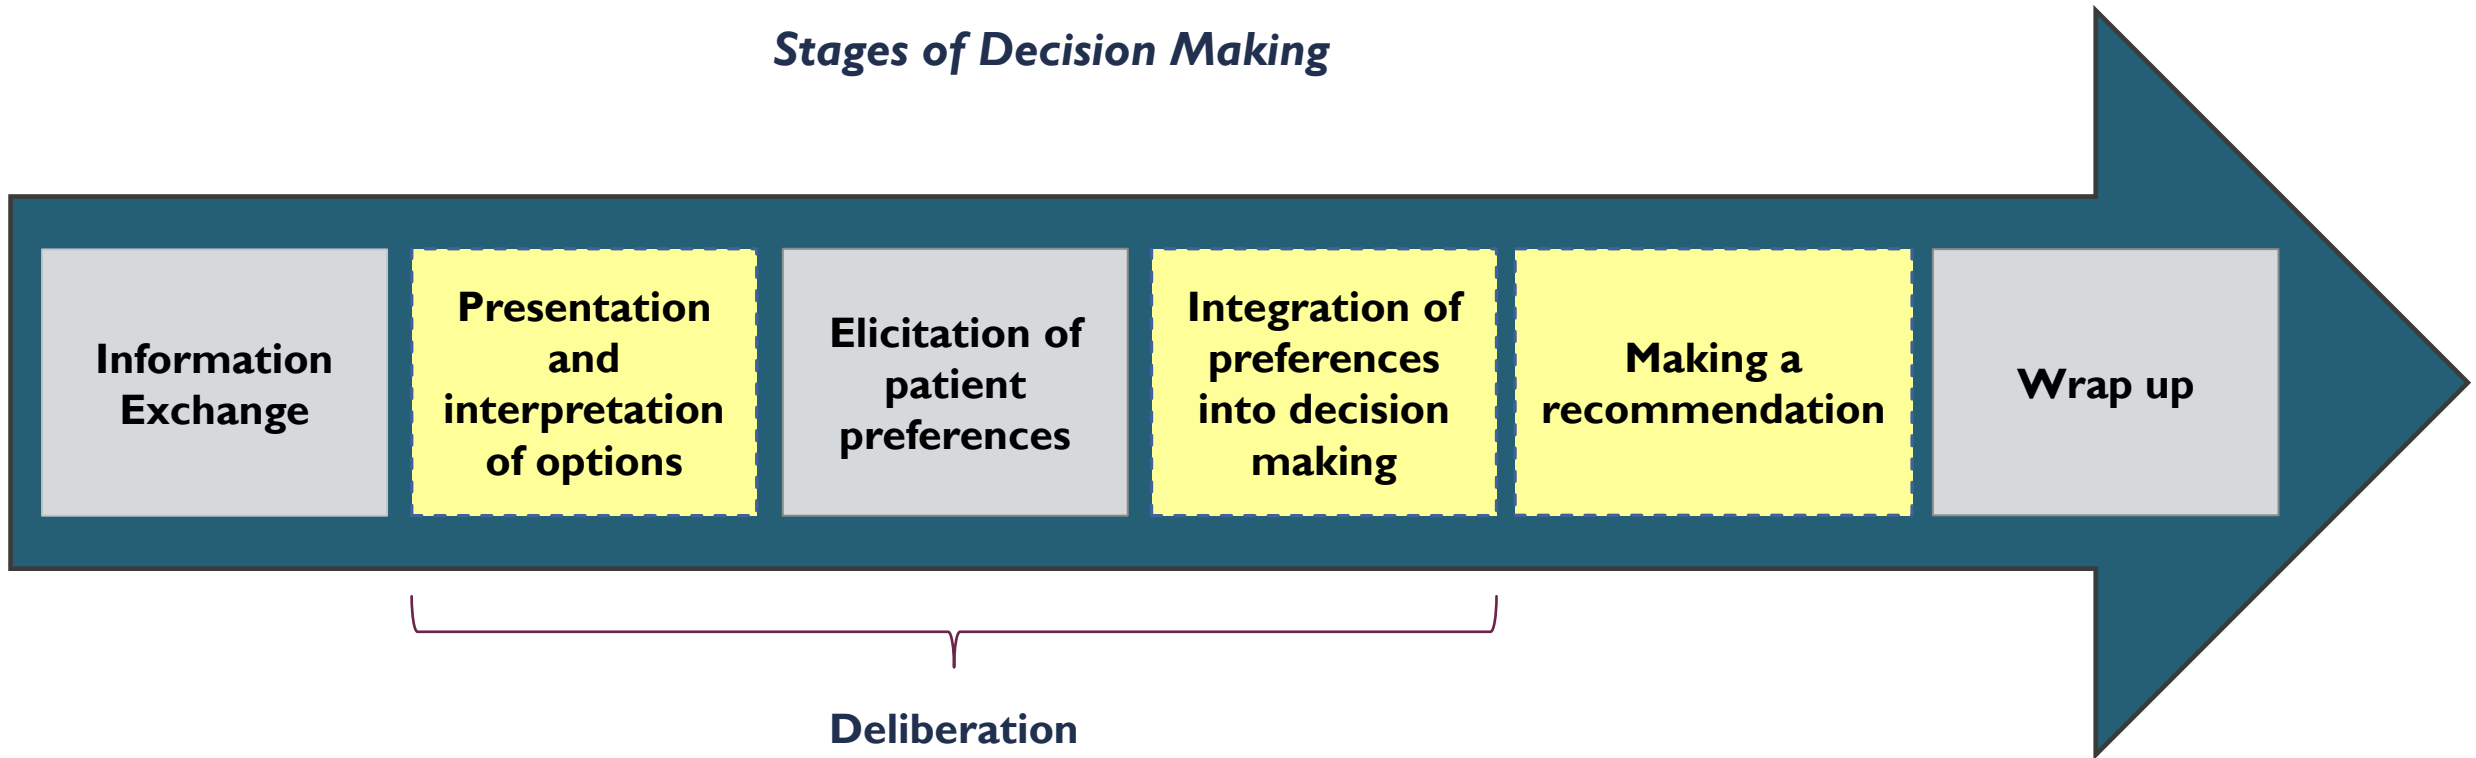 Stages of Decision Making
Information
Exchange
Presentation
and
interpretation
of options
Elicitation of
patient
preferences
Integration of
preferences
into decision
making
Making a
recommendation
Wrap up
Deliberation